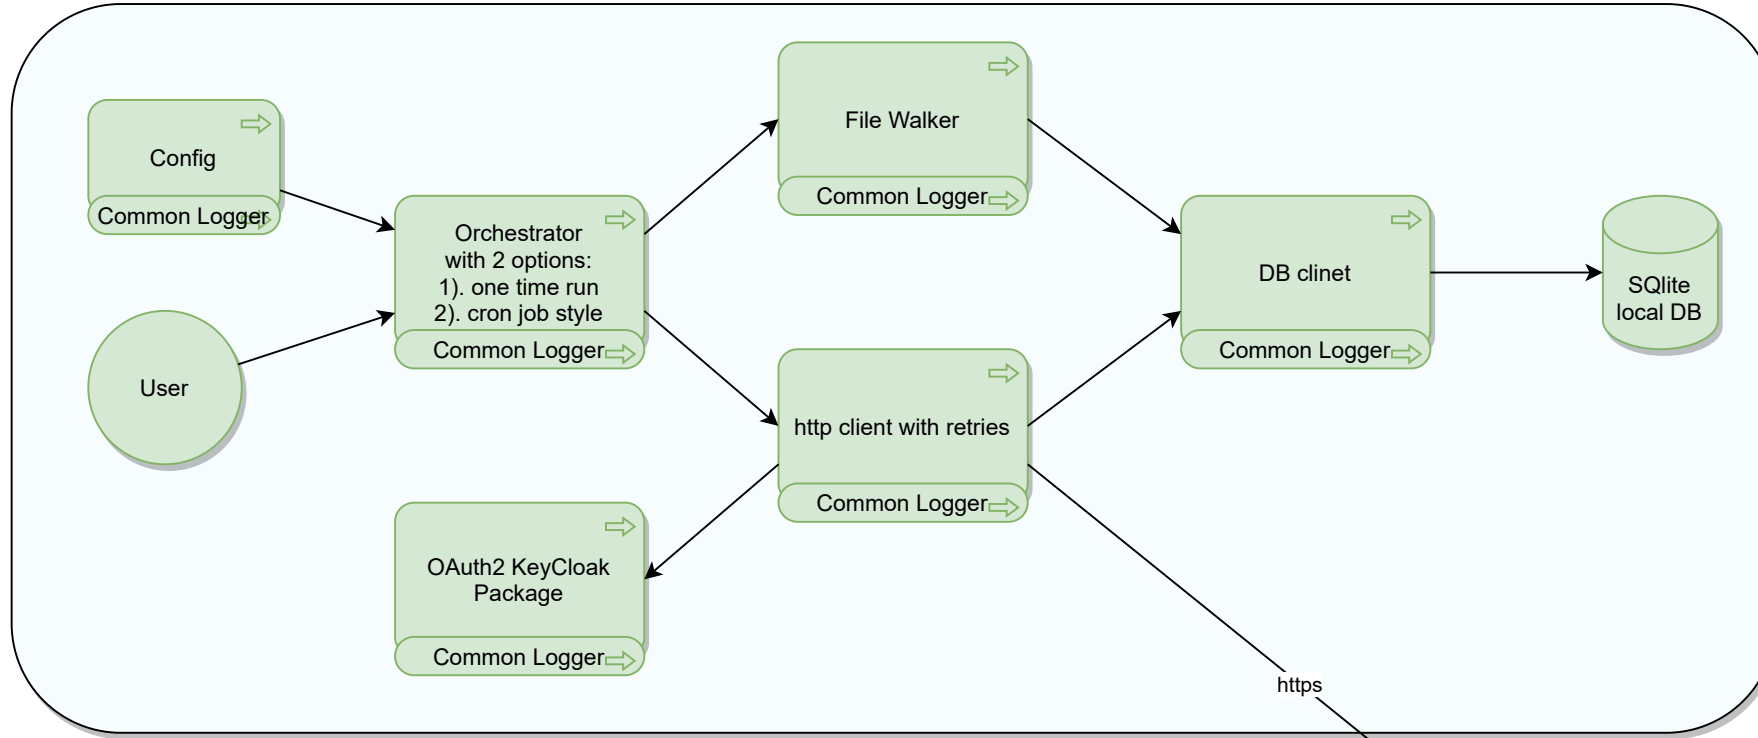 Config
Common Logger
User
Orchestrator
with 2 options:
1). one time run
2). cron job style
Common Logger
OAuth2 KeyCloak
Package
Common Logger
File Walker
Common Logger
http client with retries
Common Logger
DB clinet
Common Logger
SQlite
local DB
https